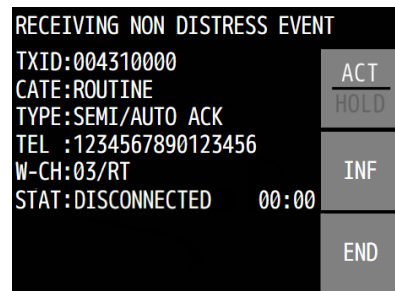 RECEIVING NON DISTRESS EVENT
TXID:004310000
CATE:ROUTINE
TYPE:SEMI/AUTO ACK
TEL :1234567890123456
W-CH:03/RT
STAT:DISCONNECTED 00:00
ACT
HOLD
INF
END